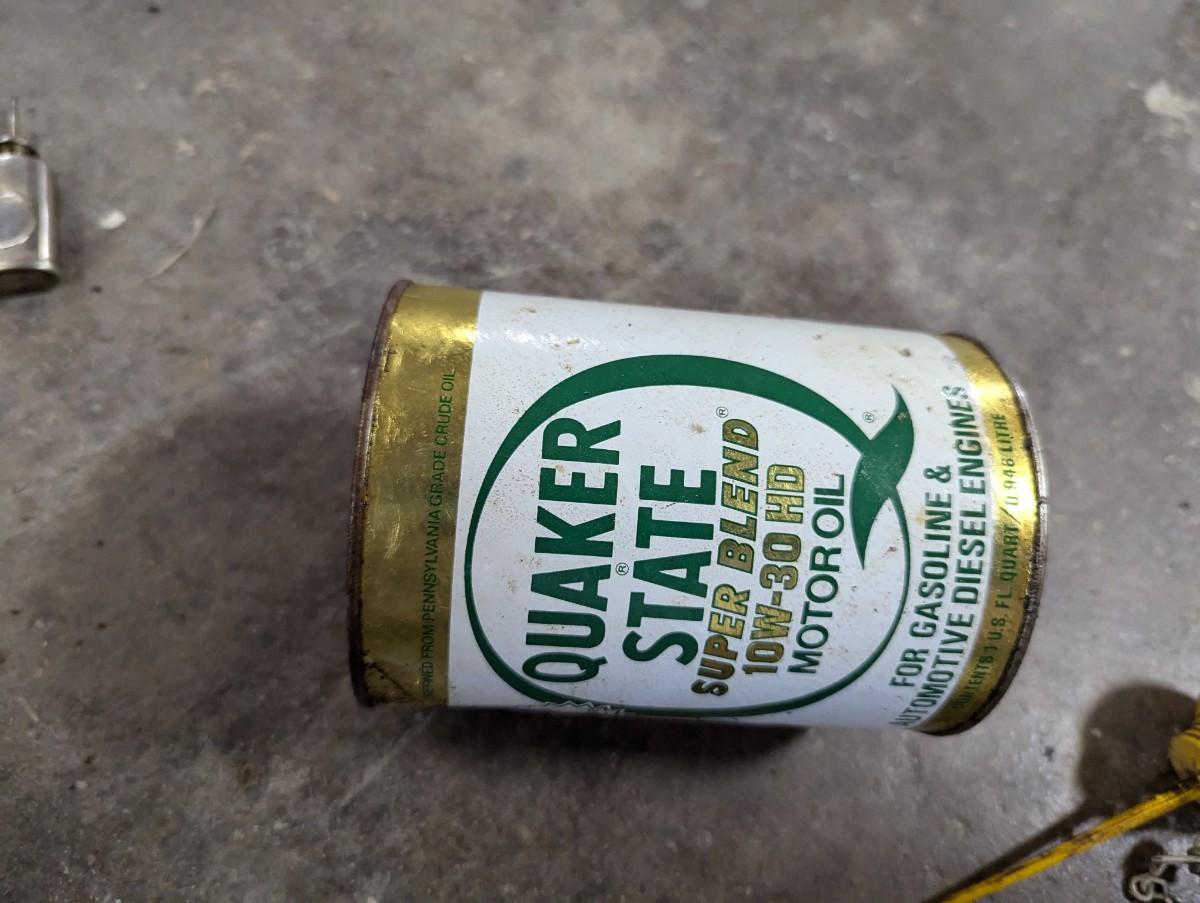 FROM PENNSYLVANIA GRADE CRUDE OIL
QUAKER
STATE®
SUPER BLEND®
10W-30 HD
MOTOR OIL
®
FOR GASOLINE &
AUTOMOTIVE DIESEL ENGINES
CONTENTS 1 U.S. FL. QUART / 0.946 LITRE